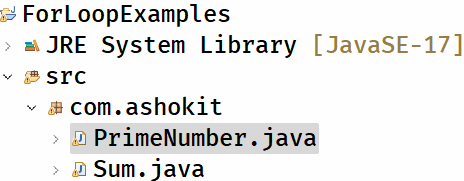 ForLoopExamples
JRE System Library [JavaSE-17]
src
com.ashokit
PrimeNumber.java
Sum.java